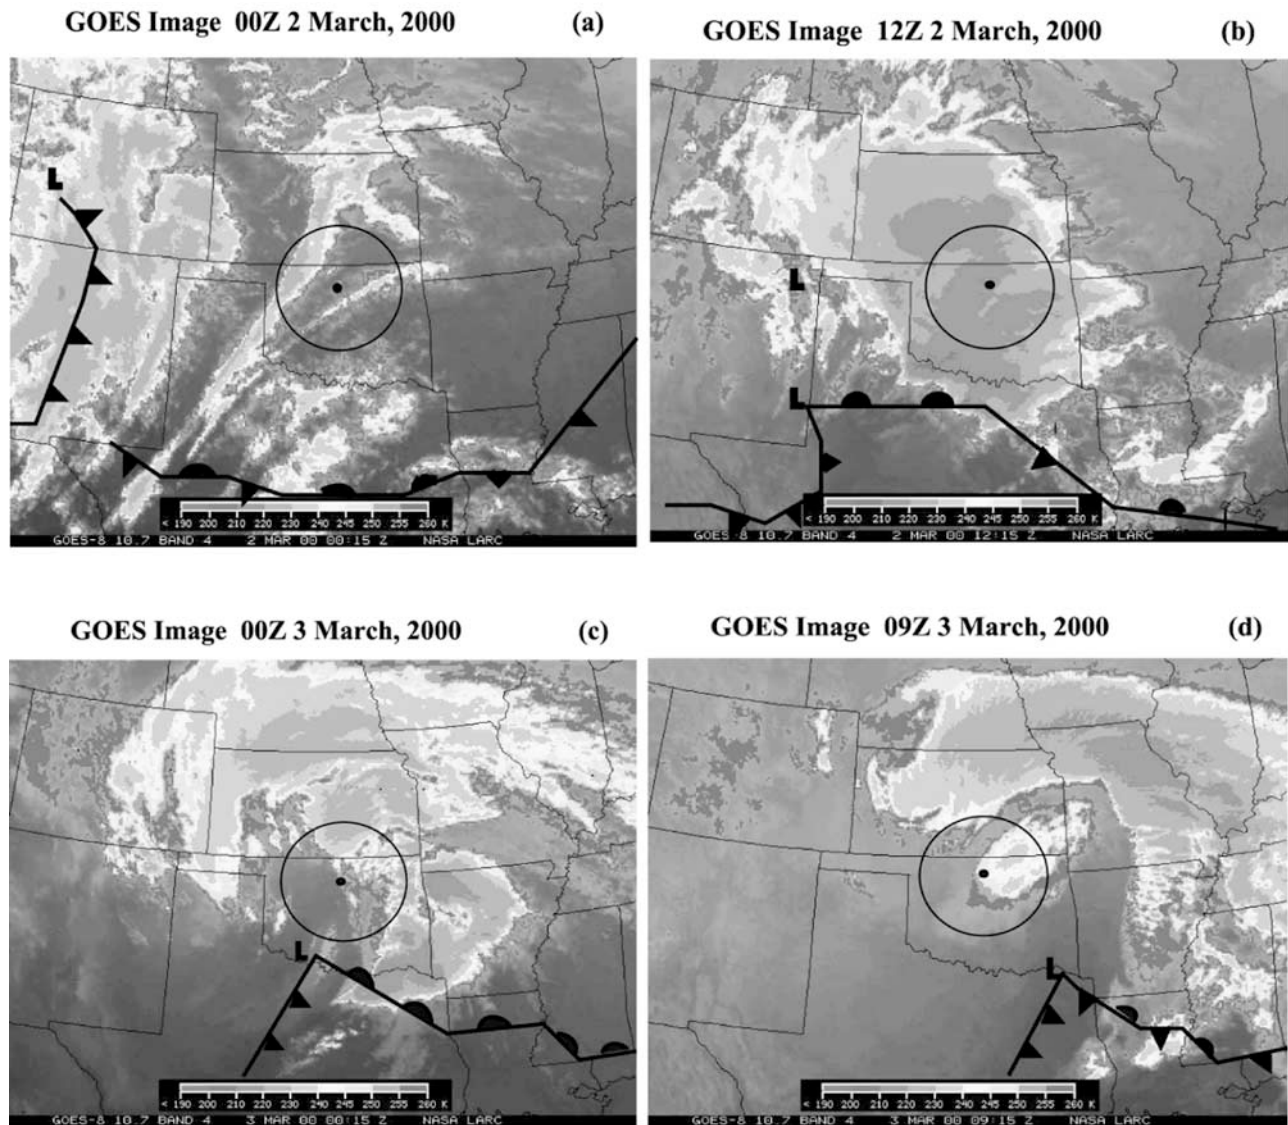 GOES Image 00Z 2 March, 2000 (a)
L
< 190 200 210 220 240 245 250 255 260 K
GOES-8 10.7 BAND 4 2 MAR 00 00:15 Z NASA LARC
GOES Image 12Z 2 March, 2000 (b)
L
L
< 190 200 210 220 240 245 250 255 260 K
GOES-8 10.7 BAND 4 2 MAR 00 12:15 Z NASA LARC
GOES Image 00Z 3 March, 2000 (c)
L
< 190 200 210 220 240 245 250 255 260 K
GOES-8 10.7 BAND 4 3 MAR 00 00:15 Z NASA LARC
GOES Image 09Z 3 March, 2000 (d)
L
< 190 200 210 220 240 245 250 255 260 K
GOES-8 10.7 BAND 4 3 MAR 00 09:15 Z NASA LARC